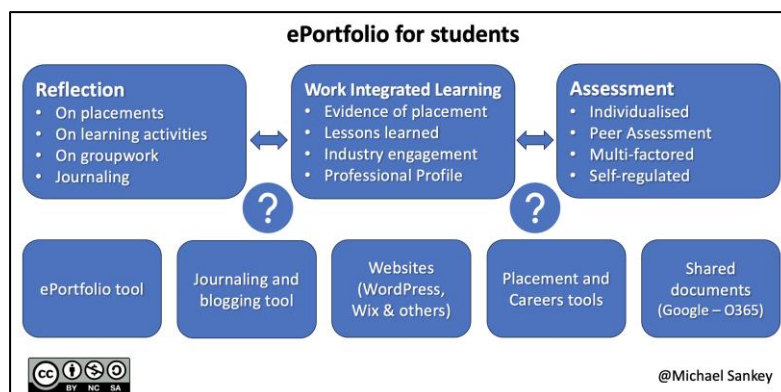 ePortfolio for students
Reflection
• On placements
• On learning activities
• On groupwork
• Journaling
Work Integrated Learning
• Evidence of placement
• Lessons learned
• Industry engagement
• Professional Profile
Assessment
• Individualised
• Peer Assessment
• Multi-factored
• Self-regulated
?
?
ePortfolio tool
Journaling and
blogging tool
Websites
(WordPress,
Wix & others)
Placement and
Careers tools
Shared
documents
(Google – O365)
cc
BY NC SA
@Michael Sankey